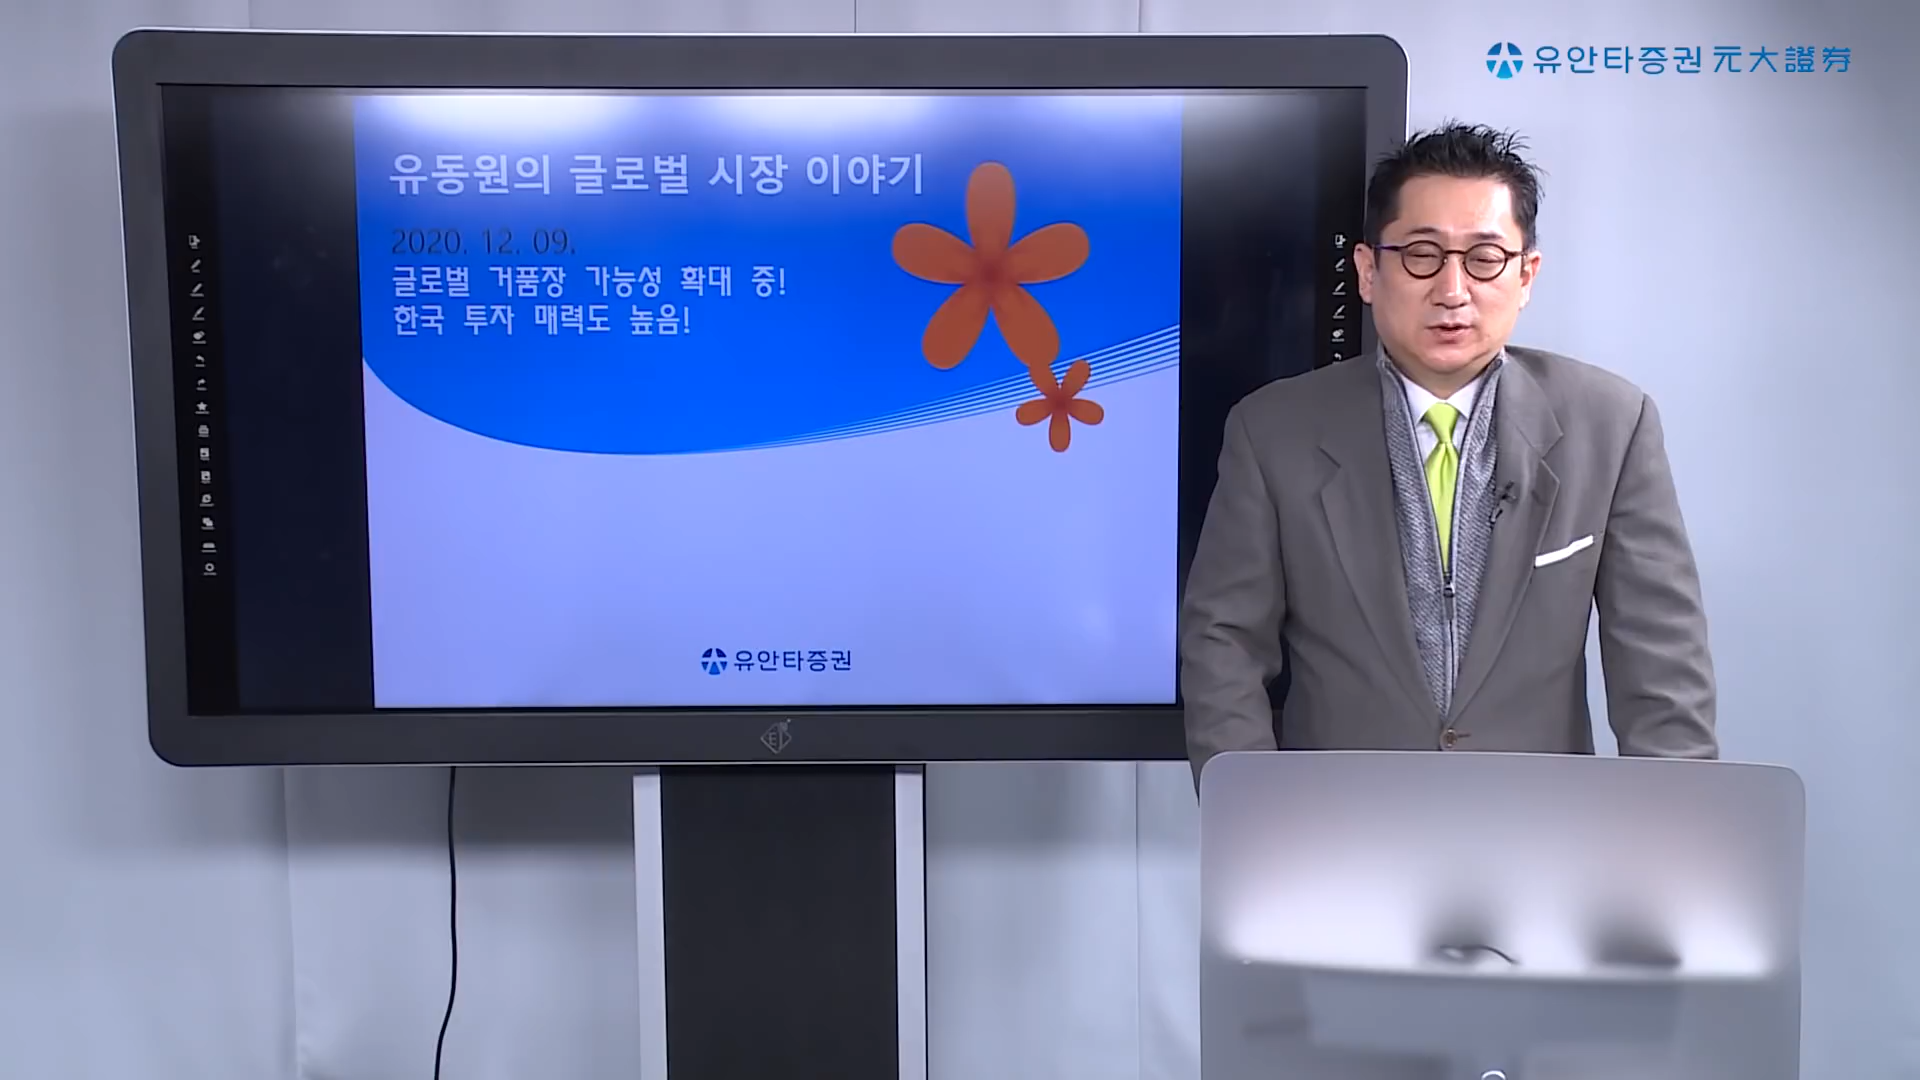 유안타증권 元大證券
유동원의 글로벌 시장 이야기
2020. 12. 09.
글로벌 거품장 가능성 확대 중!
한국 투자 매력도 높음!
유안타증권